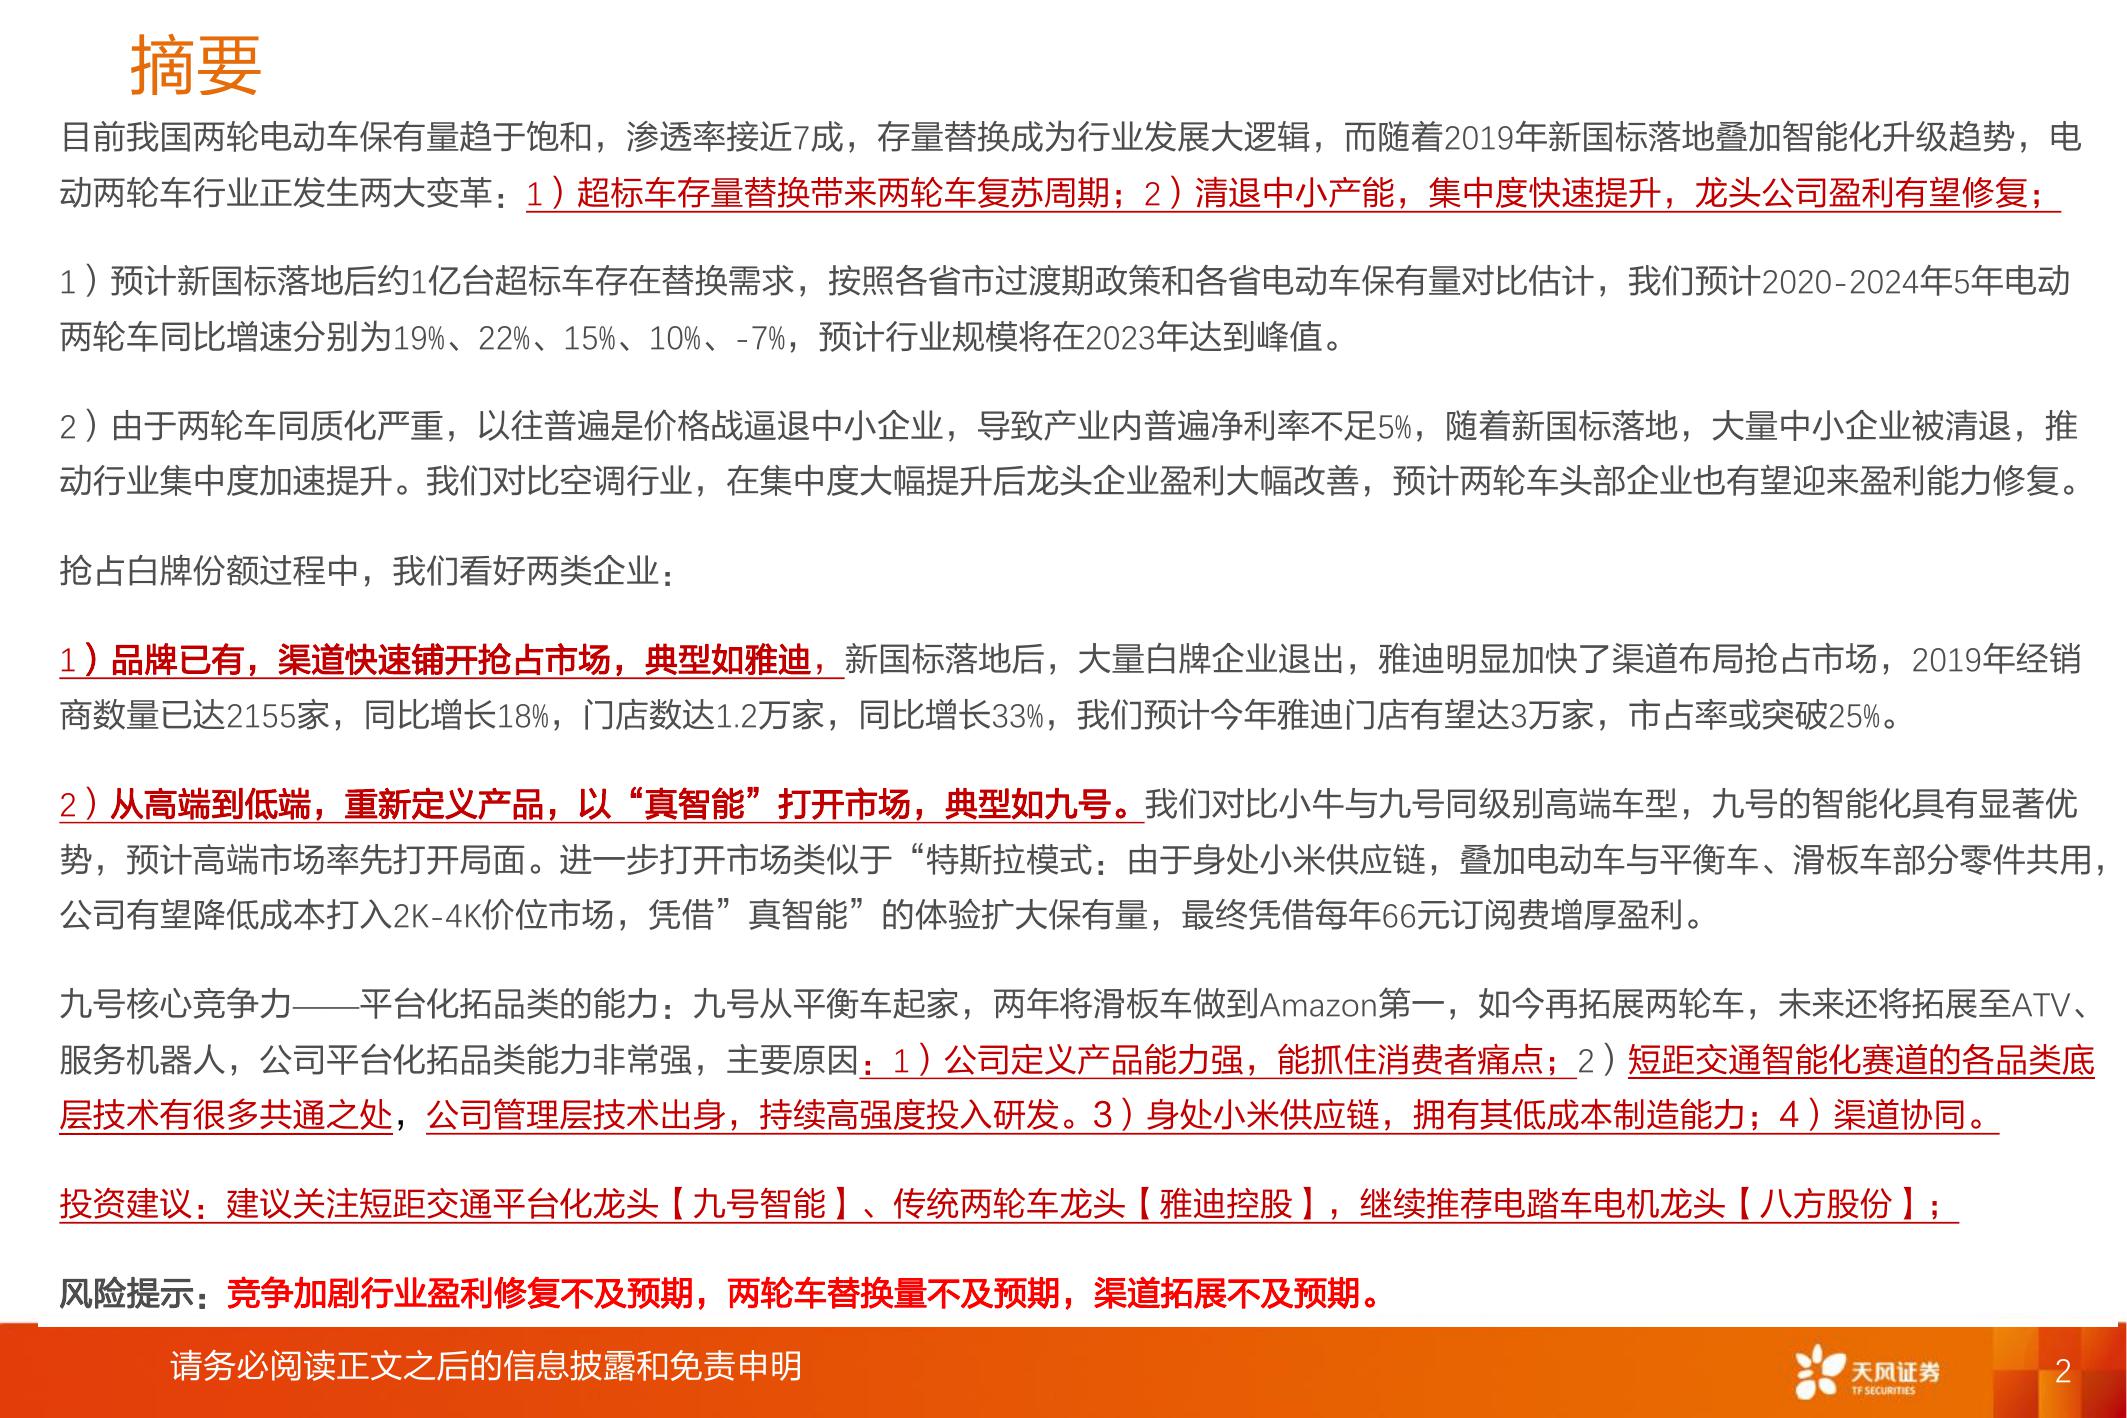 摘要
目前我国两轮电动车保有量趋于饱和，渗透率接近7成，存量替换成为行业发展大逻辑，而随着2019年新国标落地叠加智能化升级趋势，电
动两轮车行业正发生两大变革：1）超标车存量替换带来两轮车复苏周期；2）清退中小产能，集中度快速提升，龙头公司盈利有望修复；
1）预计新国标落地后约1亿台超标车存在替换需求，按照各省市过渡期政策和各省电动车保有量对比估计，我们预计2020-2024年5年电动
两轮车同比增速分别为19%、22%、15%、10%、-7%，预计行业规模将在2023年达到峰值。
2）由于两轮车同质化严重，以往普遍是价格战逼退中小企业，导致产业内普遍净利率不足5%，随着新国标落地，大量中小企业被清退，推
动行业集中度加速提升。我们对比空调行业，在集中度大幅提升后龙头企业盈利大幅改善，预计两轮车头部企业也有望迎来盈利能力修复。
抢占白牌份额过程中，我们看好两类企业：
1）品牌已有，渠道快速铺开抢占市场，典型如雅迪，新国标落地后，大量白牌企业退出，雅迪明显加快了渠道布局抢占市场，2019年经销
商数量已达2155家，同比增长18%，门店数达1.2万家，同比增长33%，我们预计今年雅迪门店有望达3万家，市占率或突破25%。
2）从高端到低端，重新定义产品，以“真智能”打开市场，典型如九号。我们对比小牛与九号同级别高端车型，九号的智能化具有显著优
势，预计高端市场率先打开局面。进一步打开市场类似于“特斯拉模式：由于身处小米供应链，叠加电动车与平衡车、滑板车部分零件共用，
公司有望降低成本打入2K-4K价位市场，凭借”真智能”的体验扩大保有量，最终凭借每年66元订阅费增厚盈利。
九号核心竞争力——平台化拓品类的能力：九号从平衡车起家，两年将滑板车做到Amazon第一，如今再拓展两轮车，未来还将拓展至ATV、
服务机器人，公司平台化拓品类能力非常强，主要原因：1）公司定义产品能力强，能抓住消费者痛点；2）短距交通智能化赛道的各品类底
层技术有很多共通之处，公司管理层技术出身，持续高强度投入研发。3）身处小米供应链，拥有其低成本制造能力；4）渠道协同。
投资建议：建议关注短距交通平台化龙头【九号智能】、传统两轮车龙头【雅迪控股】，继续推荐电踏车电机龙头【八方股份】；
风险提示：竞争加剧行业盈利修复不及预期，两轮车替换量不及预期，渠道拓展不及预期。
请务必阅读正文之后的信息披露和免责申明
天风证券
TF SECURITIES
2